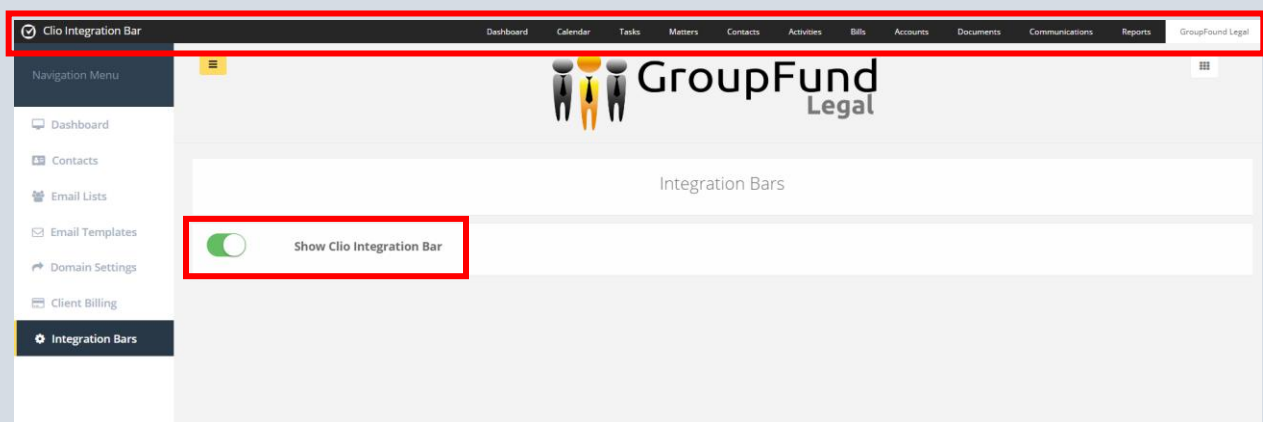 Clio Integration Bar Dashboard Calendar Tasks Matters Contacts Activities Bills Accounts Documents Communications Reports GroupFound Legal
Navigation Menu
GroupFund
Legal
Dashboard
Contacts
Integration Bars
Email Lists
Email Templates
Show Clio Integration Bar
Domain Settings
Client Billing
Integration Bars